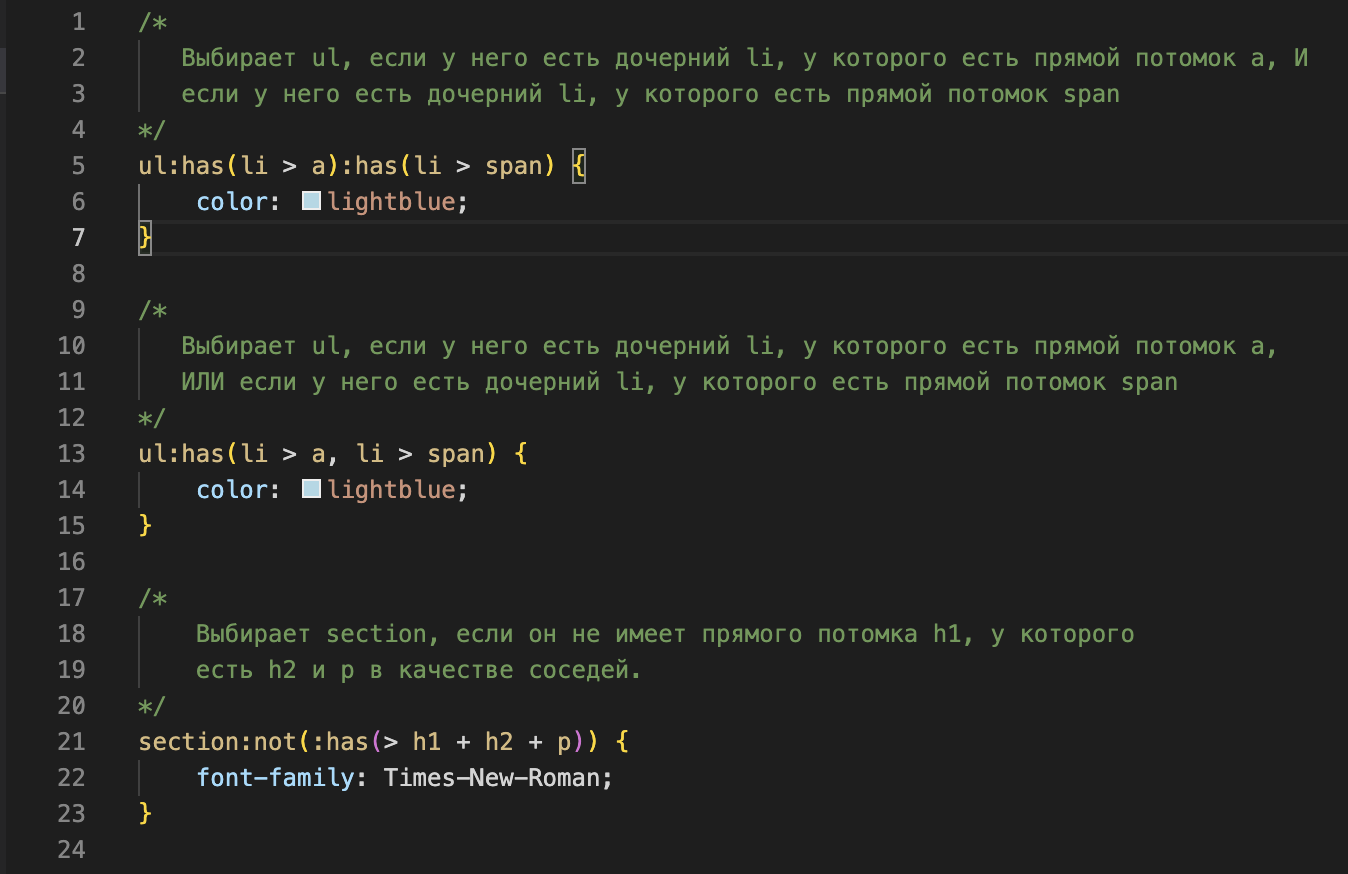 1 /*
2 Выбирает ul, если у него есть дочерний li, у которого есть прямой потомок a, И
3 если у него есть дочерний li, у которого есть прямой потомок span
4 */
5 ul:has(li > a):has(li > span) {
6 color: lightblue;
7 }
8
9 /*
10 Выбирает ul, если у него есть дочерний li, у которого есть прямой потомок a,
11 ИЛИ если у него есть дочерний li, у которого есть прямой потомок span
12 */
13 ul:has(li > a, li > span) {
14 color: lightblue;
15 }
16
17 /*
18 Выбирает section, если он не имеет прямого потомка h1, у которого
19 есть h2 и p в качестве соседей.
20 */
21 section:not(:has(> h1 + h2 + p)) {
22 font-family: Times-New-Roman;
23 }
24